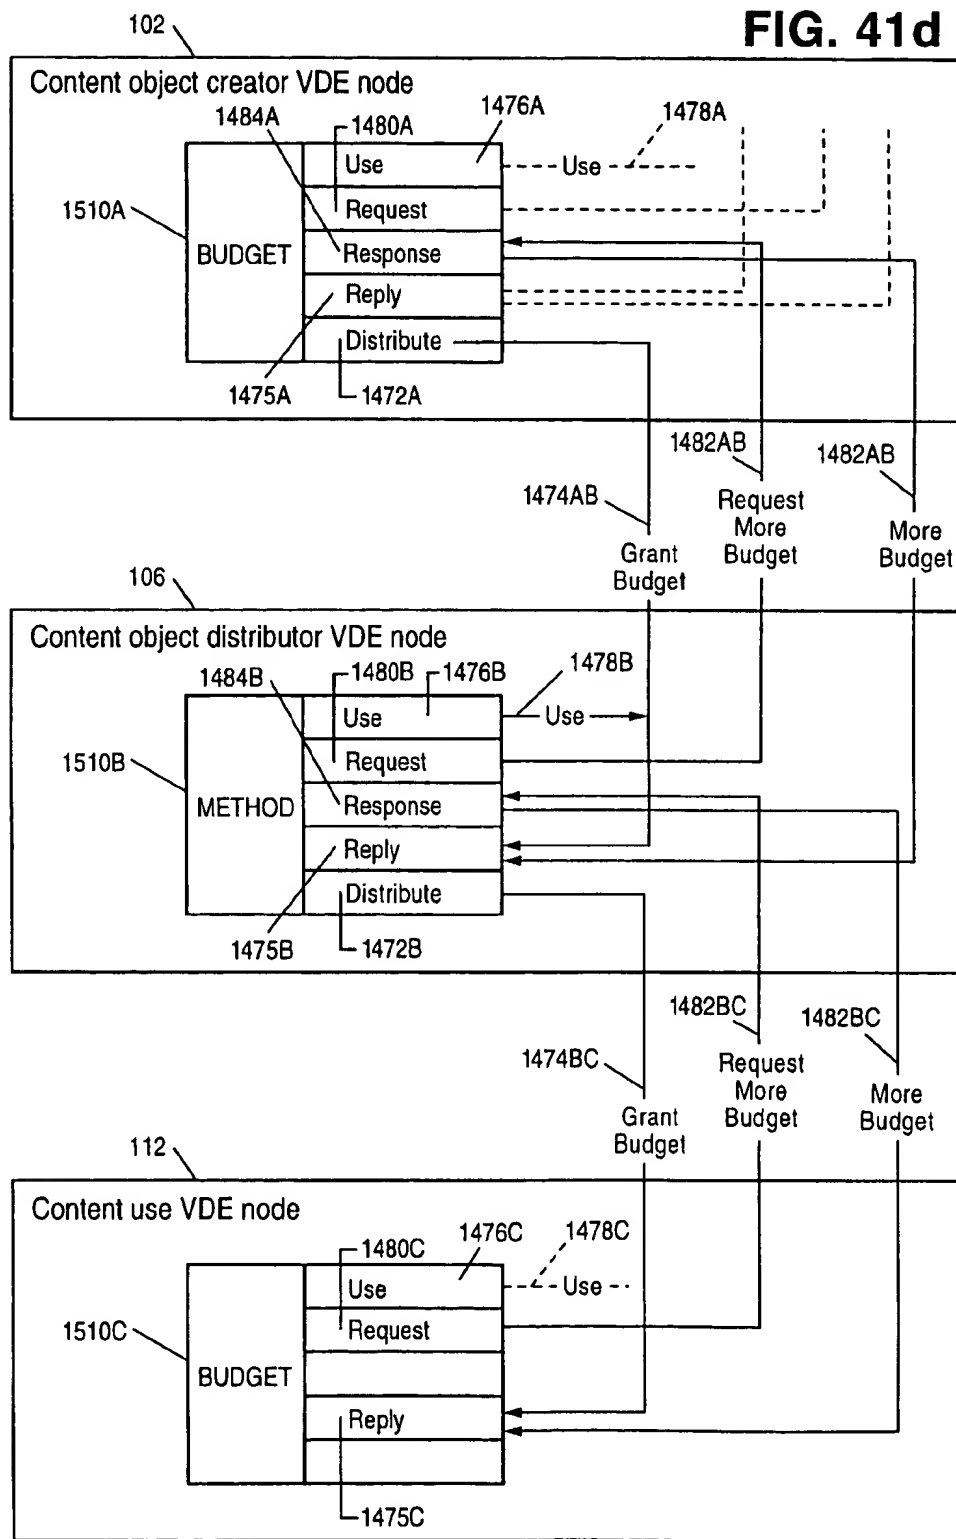 FIG. 41d
102
Content object creator VDE node
1484A
1480A
1476A
1478A
1510A
BUDGET
Use
Use
Request
Response
Reply
Distribute
1475A
1472A
1474AB
Grant
Budget
1482AB
Request
More
Budget
1482AB
More
Budget
106
Content object distributor VDE node
1484B
1480B
1476B
1478B
1510B
METHOD
Use
Use
Request
Response
Reply
Distribute
1475B
1472B
1474BC
Grant
Budget
1482BC
Request
More
Budget
1482BC
More
Budget
112
Content use VDE node
1480C
1476C
1478C
1510C
BUDGET
Use
Use
Request
Reply
1475C